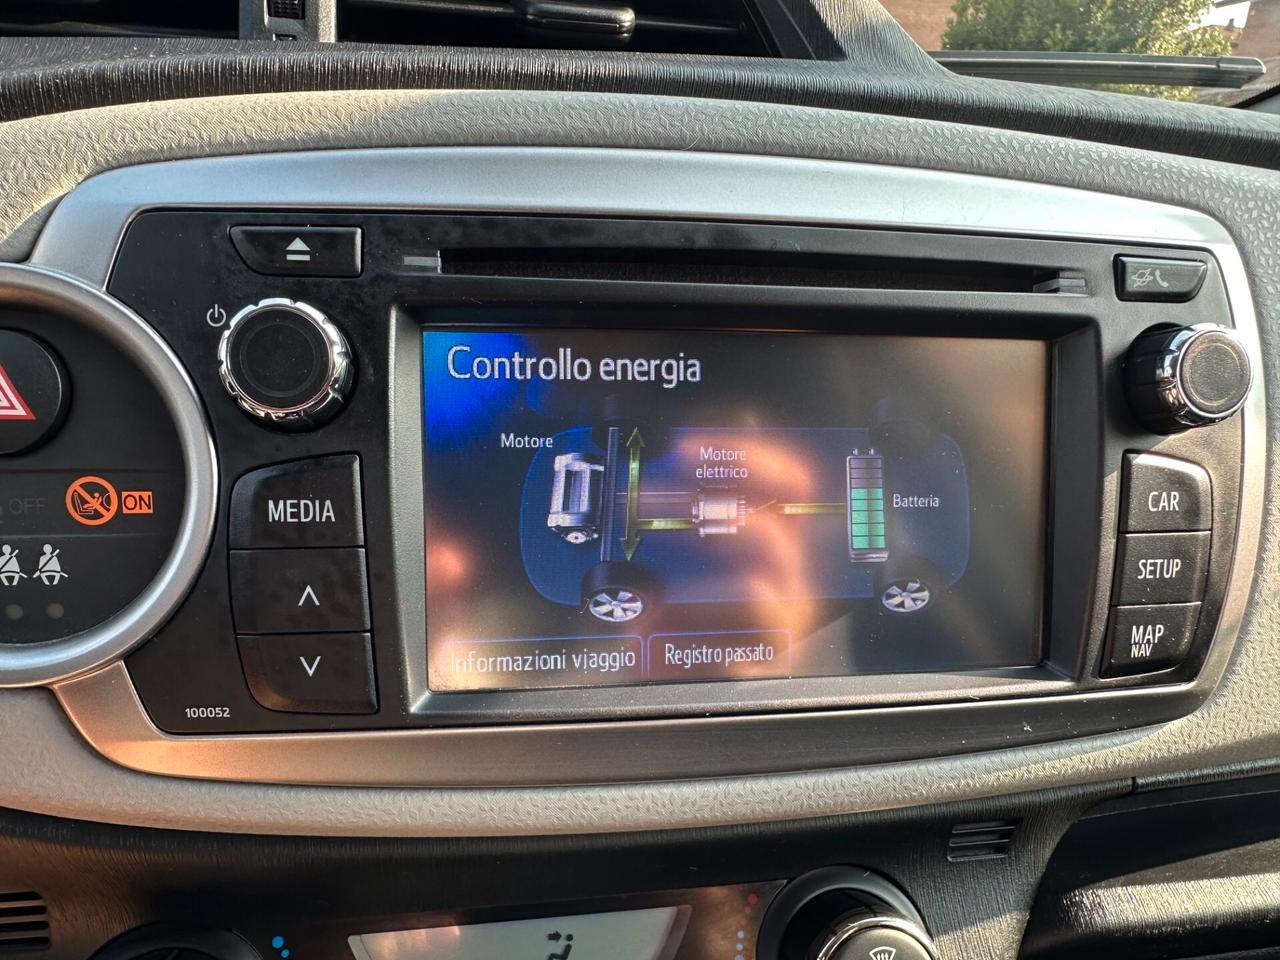 Controllo energia
Motore
Motore
elettrico
Batteria
Informazioni viaggio
Registro passato
MEDIA
CAR
SETUP
MAP
NAV
OFF
ON
100052